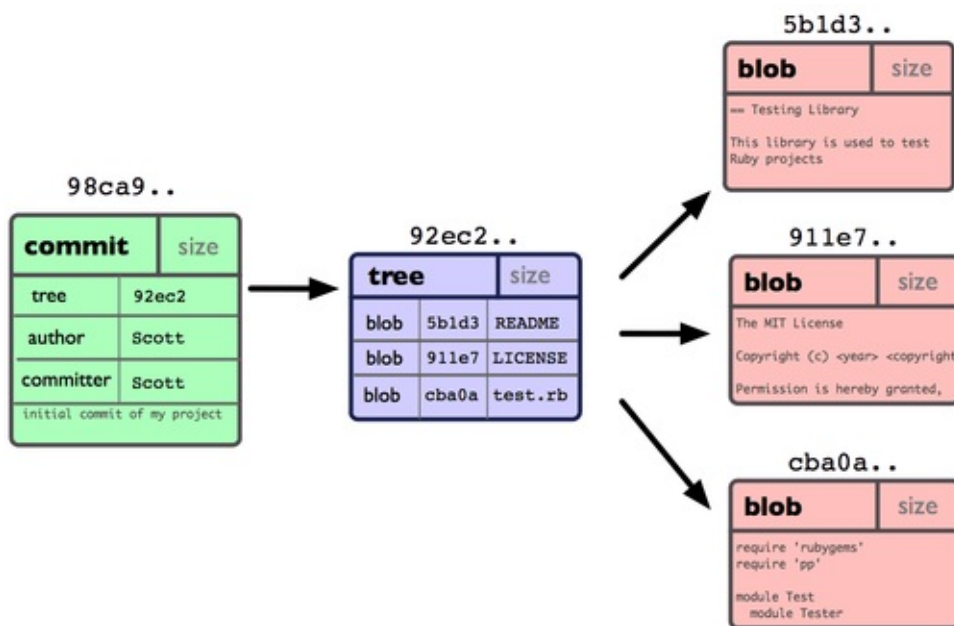 98ca9..
commit size
tree 92ec2
author Scott
committer Scott
initial commit of my project
92ec2..
tree size
blob 5b1d3 README
blob 911e7 LICENSE
blob cba0a test.rb
5b1d3..
blob size
== Testing Library
This library is used to test
Ruby projects
911e7..
blob size
The MIT License
Copyright (c) <year> <copyright
Permission is hereby granted,
cba0a..
blob size
require 'rubygems'
require 'pp'
module Test
module Tester